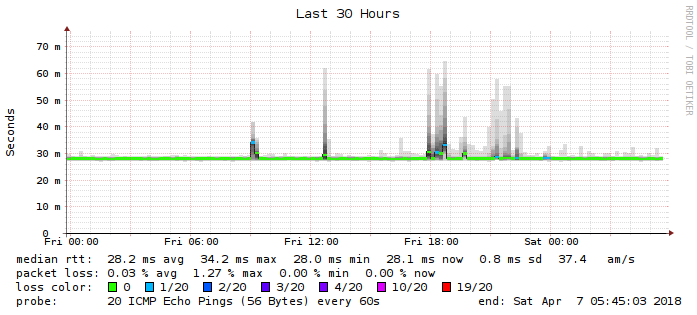 Last 30 Hours
RRDTOOL / TOBI OETIKER
Seconds
70 m
60 m
50 m
40 m
30 m
20 m
10 m
0
Fri 00:00 Fri 06:00 Fri 12:00 Fri 18:00 Sat 00:00
median rtt: 28.2 ms avg 34.2 ms max 28.0 ms min 28.1 ms now 0.8 ms sd 37.4 am/s
packet loss: 0.03 % avg 1.27 % max 0.00 % min 0.00 % now
loss color: 0 1/20 2/20 3/20 4/20 10/20 19/20
probe: 20 ICMP Echo Pings (56 Bytes) every 60s end: Sat Apr 7 05:45:03 2018